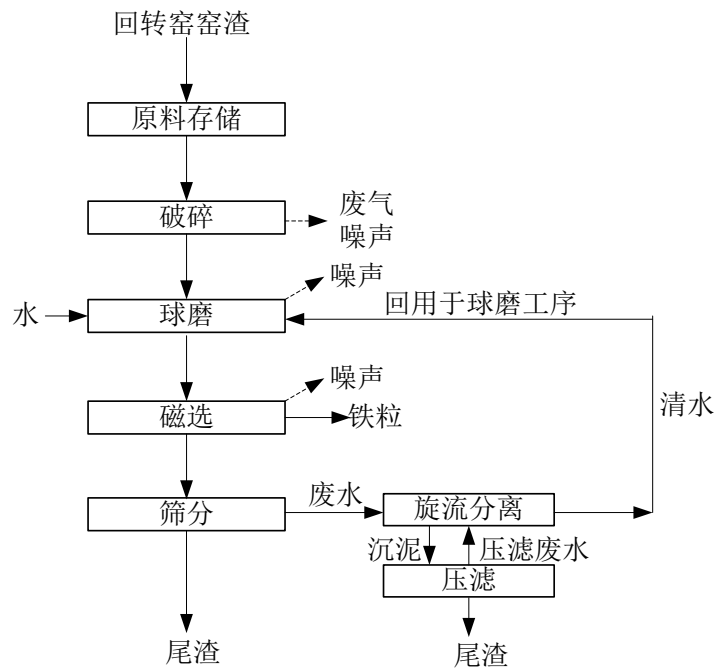 回转窑窑渣
原料存储
破碎
废气
噪声
噪声
水
球磨
回用于球磨工序
噪声
磁选
铁粒
清水
筛分
废水
旋流分离
沉泥
压滤废水
压滤
尾渣
尾渣